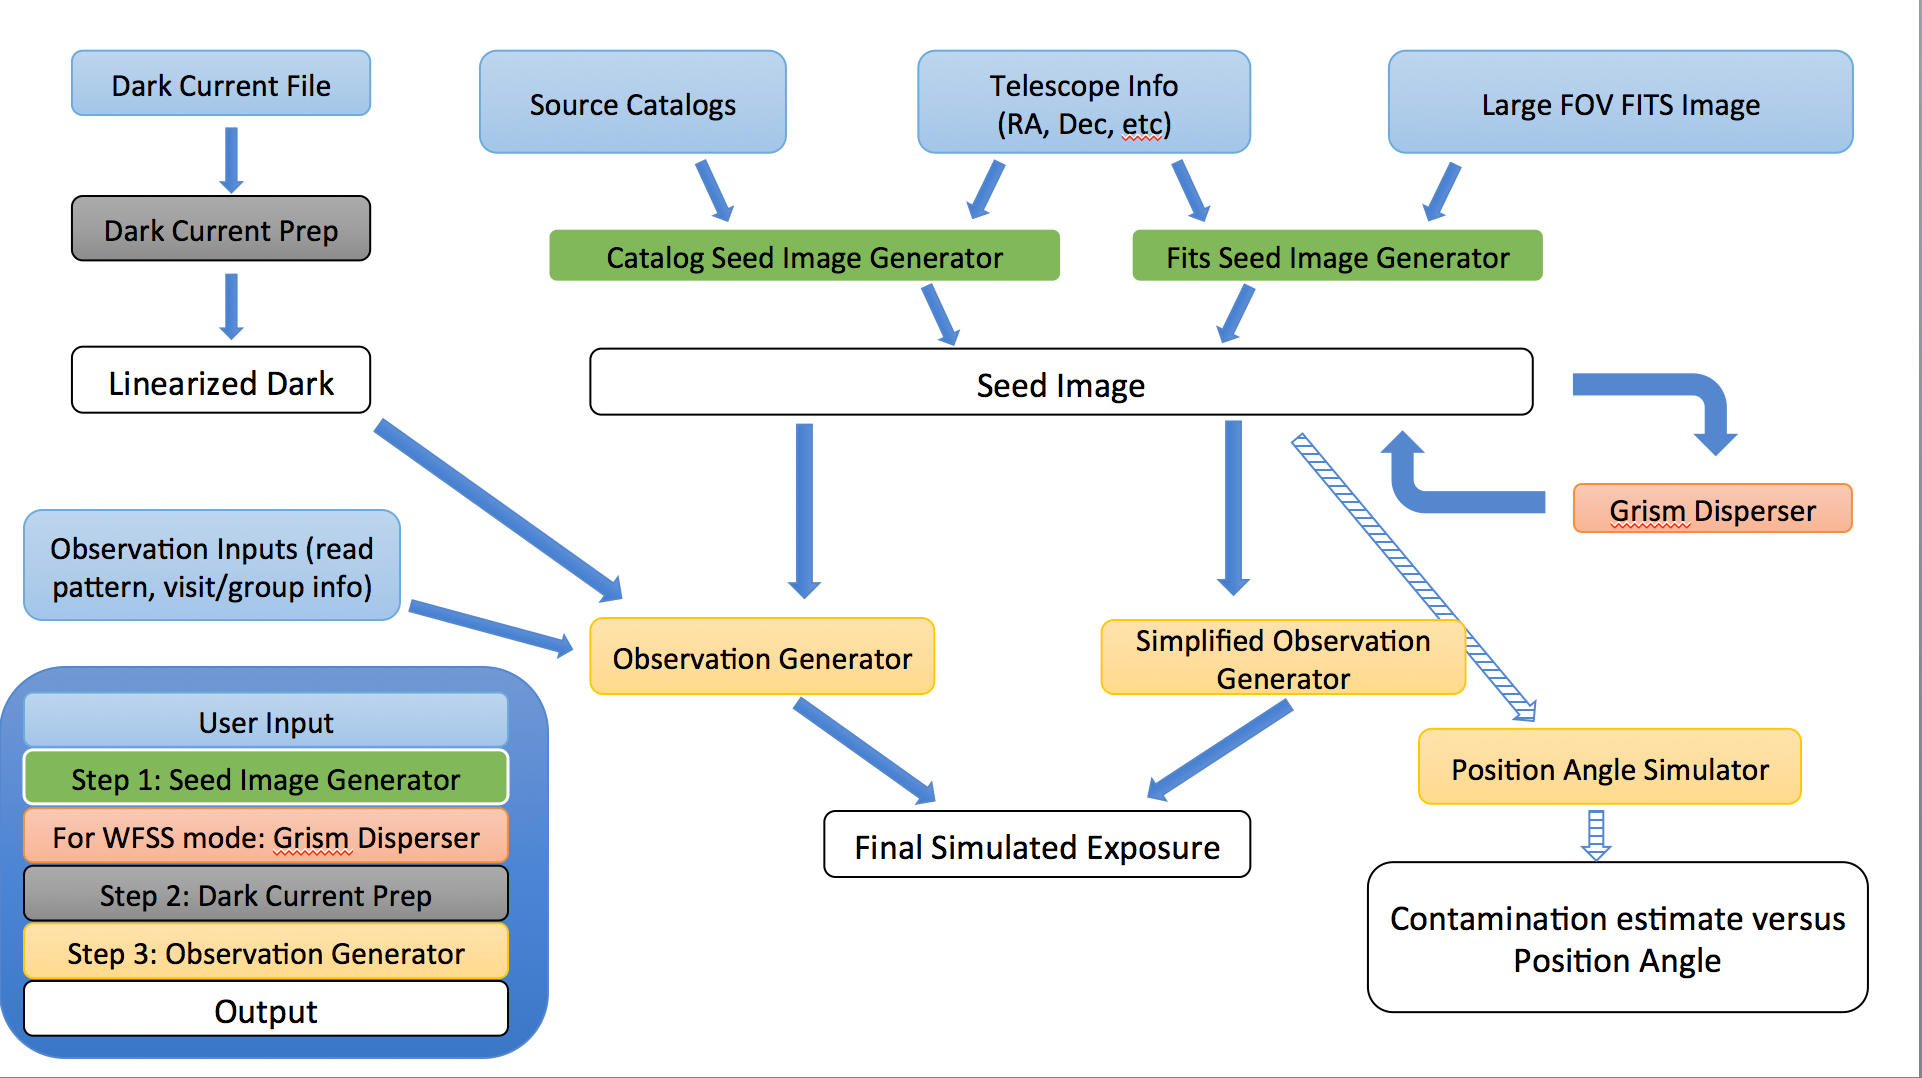 Dark Current File
Source Catalogs
Telescope Info
(RA, Dec, etc)
Large FOV FITS Image
Dark Current Prep
Catalog Seed Image Generator
Fits Seed Image Generator
Linearized Dark
Seed Image
Grism Disperser
Observation Inputs (read
pattern, visit/group info)
Observation Generator
Simplified Observation
Generator
Position Angle Simulator
Final Simulated Exposure
Contamination estimate versus
Position Angle
User Input
Step 1: Seed Image Generator
For WFSS mode: Grism Disperser
Step 2: Dark Current Prep
Step 3: Observation Generator
Output